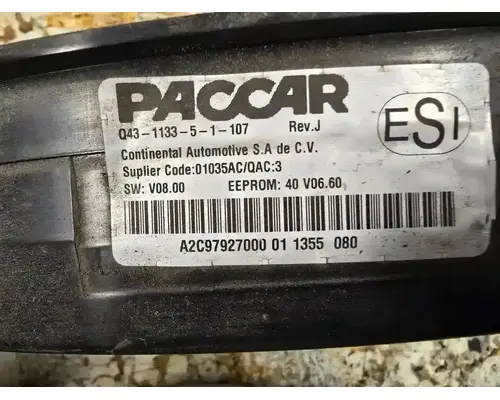 PACCAR
Q43-1133-5-1-107 Rev.J
Continental Automotive S.A de C.V.
Suplier Code:01035AC/QAC:3
SW: V08.00 EEPROM: 40 V06.60
A2C97927000 01 1355 080
ESI